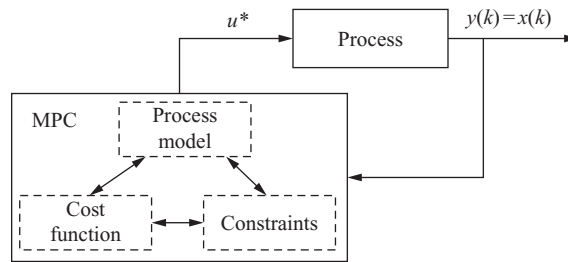 u*
Process
y(k) = x(k)
MPC
Process
model
Cost
function
Constraints